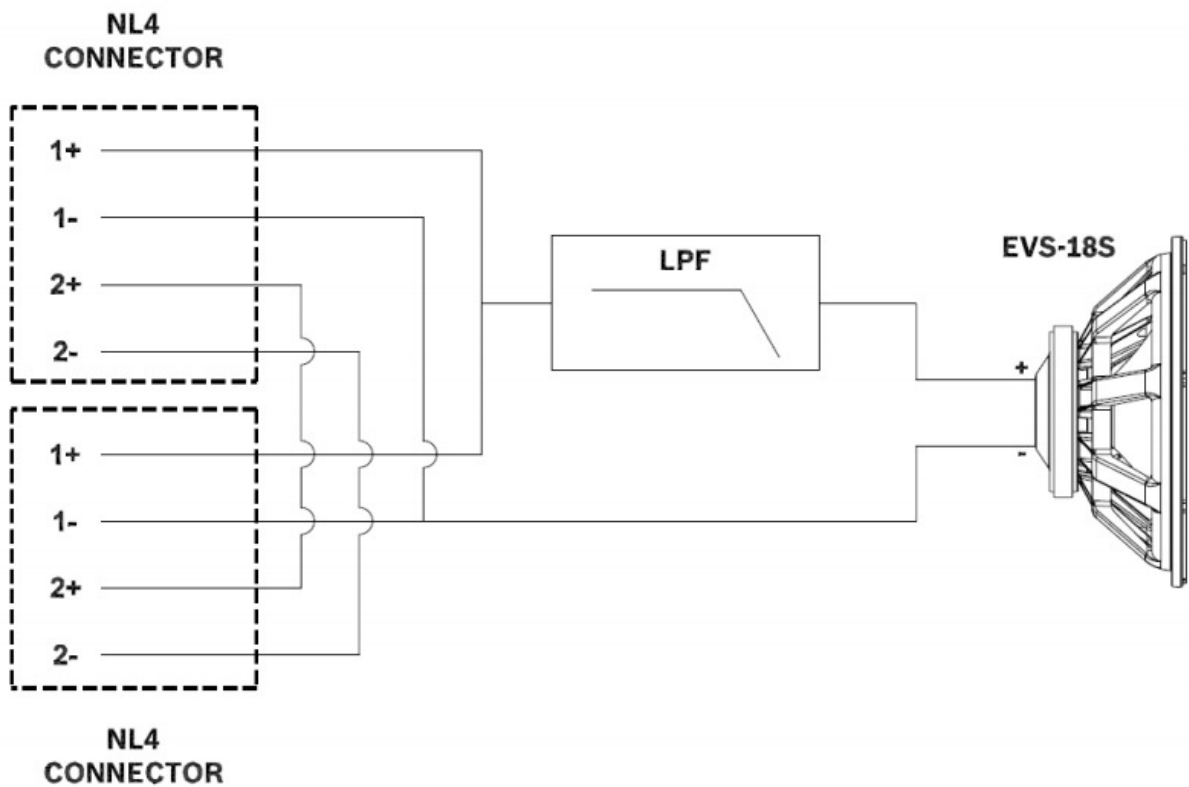 NL4
CONNECTOR
1+
1-
2+
2-
1+
1-
2+
2-
NL4
CONNECTOR
LPF
EVS-18S
+
-